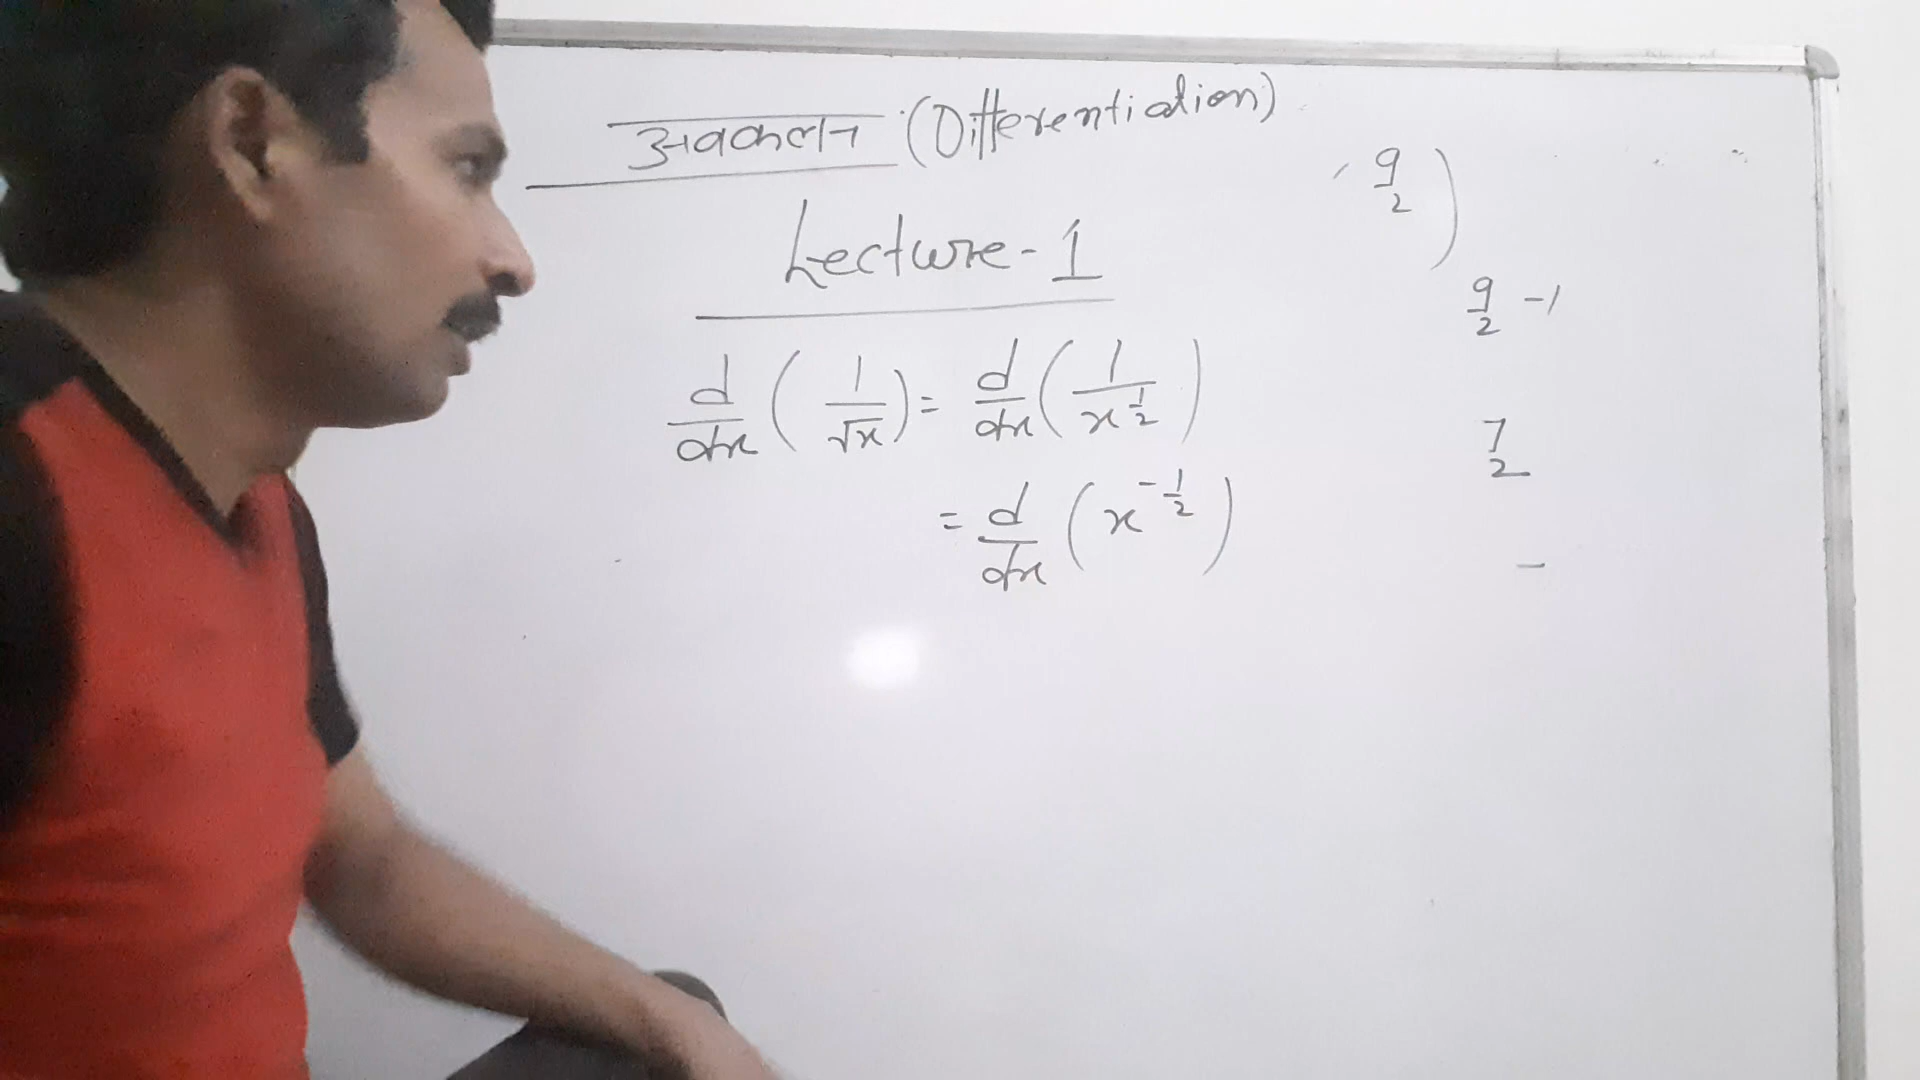 अवकलन (Differentiation)
Lecture-1
d/dx ( 1/√x ) = d/dx ( 1/x^1/2 )
= d/dx ( x^-1/2 )
9/2 )
9/2 -1
7/2
-